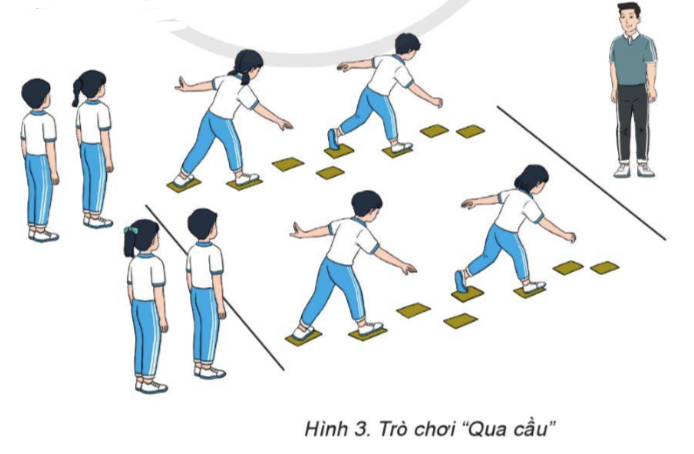 Hình 3. Trò chơi “Qua cầu”